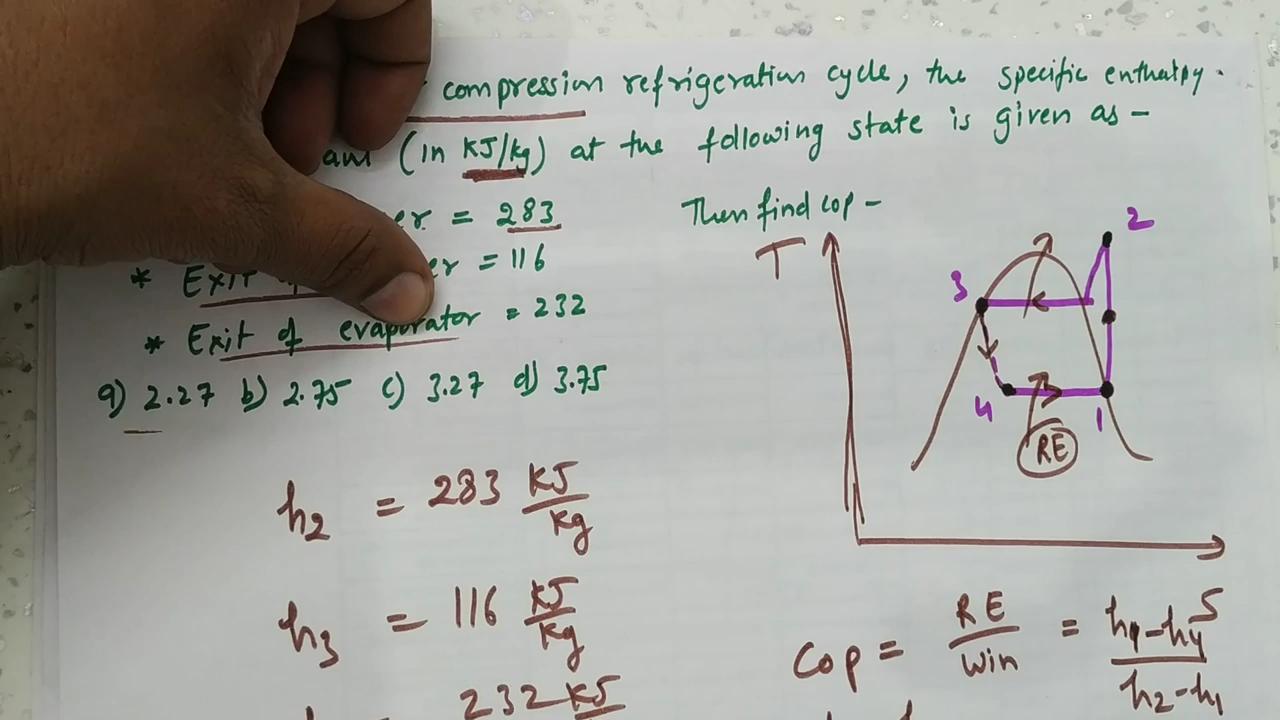 compression refrigeration cycle, the specific enthalpy.
(in KJ/kg) at the following state is given as -
= 283
Then find cop -
* Exit = 116
* Exit of evaporator = 232
a) 2.27 b) 2.75 c) 3.27 d) 3.75
T
2
3
4
1
RE
S
h2 = 283 KJ/kg
h3 = 116 KJ/kg
232 KJ
Cop = RE/Win = h1-h4/h2-h1